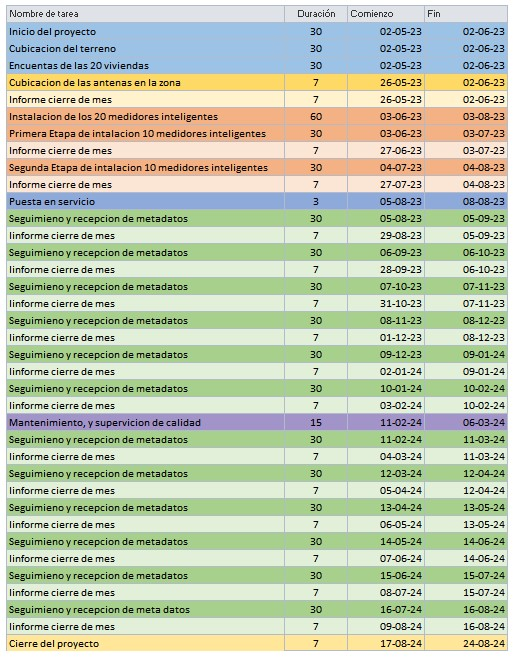 Nombre de tarea Duración Comienzo Fin
Inicio del proyecto 30 02-05-23 02-06-23
Cubicacion del terreno 30 02-05-23 02-06-23
Encuentas de las 20 viviendas 30 02-05-23 02-06-23
Cubicacion de las antenas en la zona 7 26-05-23 02-06-23
Informe cierre de mes 7 26-05-23 02-06-23
Instalacion de los 20 medidores inteligentes 60 03-06-23 03-08-23
Primera Etapa de intalacion 10 medidores inteligentes 30 03-06-23 03-07-23
Informe cierre de mes 7 27-06-23 03-07-23
Segunda Etapa de intalacion 10 medidores inteligentes 30 04-07-23 04-08-23
Informe cierre de mes 7 27-07-23 04-08-23
Puesta en servicio 3 05-08-23 08-08-23
Seguimieno y recepcion de metadatos 30 05-08-23 05-09-23
Iinforme cierre de mes 7 29-08-23 05-09-23
Seguimieno y recepcion de metadatos 30 06-09-23 06-10-23
Iinforme cierre de mes 7 28-09-23 06-10-23
Seguimieno y recepcion de metadatos 30 07-10-23 07-11-23
Iinforme cierre de mes 7 31-10-23 07-11-23
Seguimieno y recepcion de metadatos 30 08-11-23 08-12-23
Iinforme cierre de mes 7 01-12-23 08-12-23
Seguimieno y recepcion de metadatos 30 09-12-23 09-01-24
Iinforme cierre de mes 7 02-01-24 09-01-24
Seguimieno y recepcion de metadatos 30 10-01-24 10-02-24
Iinforme cierre de mes 7 03-02-24 10-02-24
Mantenimiento, y supervicion de calidad 15 11-02-24 06-03-24
Seguimieno y recepcion de metadatos 30 11-02-24 11-03-24
Iinforme cierre de mes 7 04-03-24 11-03-24
Seguimieno y recepcion de metadatos 30 12-03-24 12-04-24
Iinforme cierre de mes 7 05-04-24 12-04-24
Seguimieno y recepcion de metadatos 30 13-04-24 13-05-24
Iinforme cierre de mes 7 06-05-24 13-05-24
Seguimieno y recepcion de metadatos 30 14-05-24 14-06-24
Iinforme cierre de mes 7 07-06-24 14-06-24
Seguimieno y recepcion de metadatos 30 15-06-24 15-07-24
Iinforme cierre de mes 7 08-07-24 15-07-24
Seguimieno y recepcion de meta datos 30 16-07-24 16-08-24
Iinforme cierre de mes 7 09-08-24 16-08-24
Cierre del proyecto 7 17-08-24 24-08-24